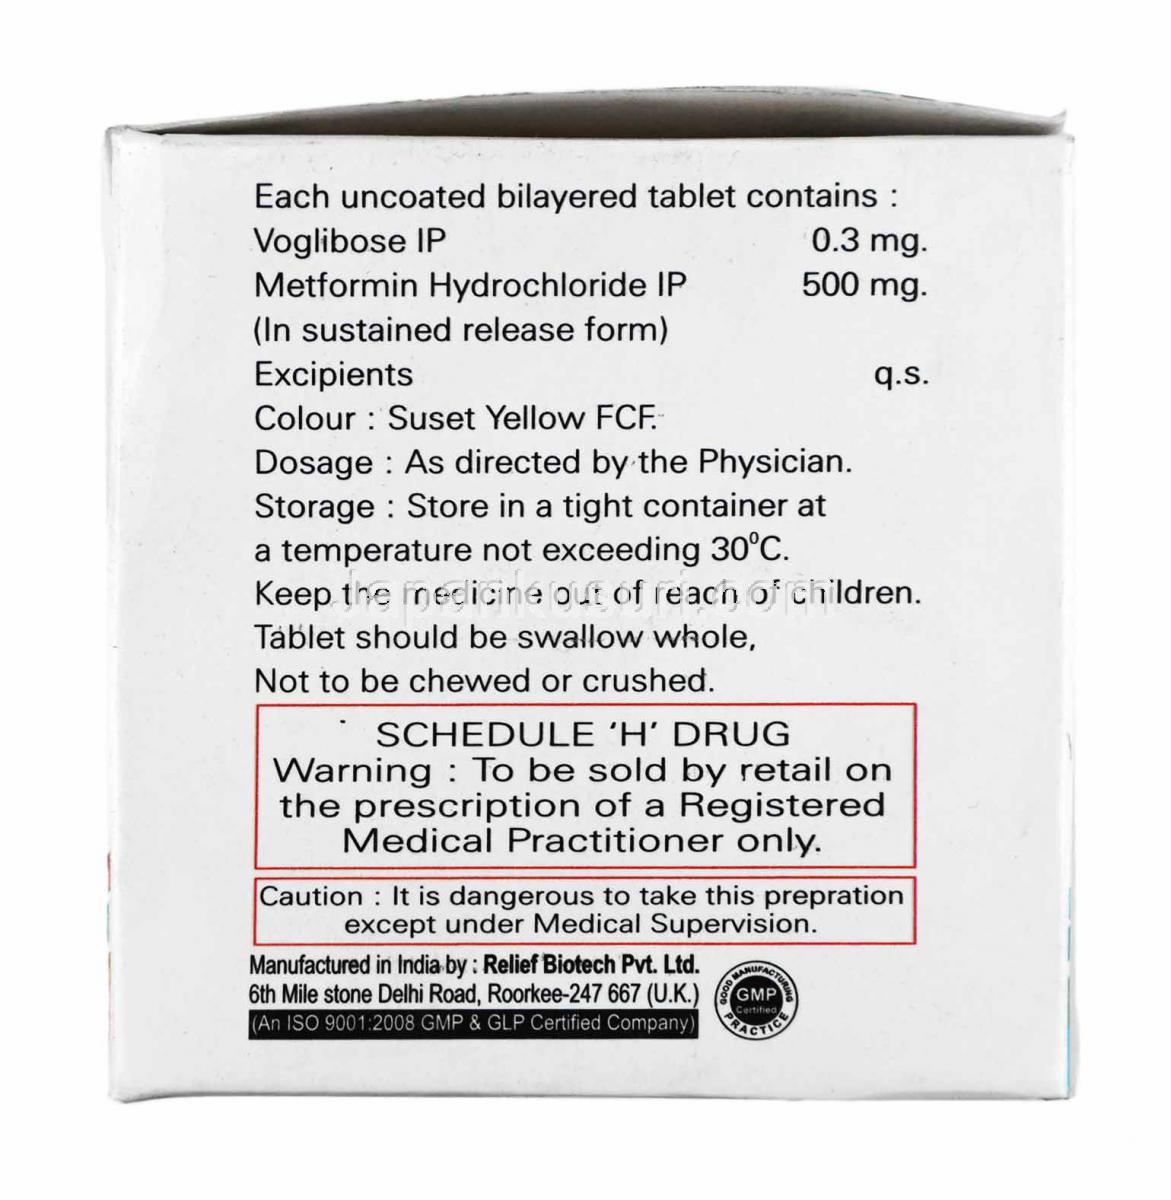 Each uncoated bilayered tablet contains :
Voglibose IP 0.3 mg.
Metformin Hydrochloride IP 500 mg.
(In sustained release form)
Excipients q.s.
Colour : Suset Yellow FCF.
Dosage : As directed by the Physician.
Storage : Store in a tight container at
a temperature not exceeding 30⁰C.
Keep the medicine out of reach of children.
Tablet should be swallow whole,
Not to be chewed or crushed.
SCHEDULE 'H' DRUG
Warning : To be sold by retail on
the prescription of a Registered
Medical Practitioner only.
Caution : It is dangerous to take this prepration
except under Medical Supervision.
Manufactured in India by : Relief Biotech Pvt. Ltd.
6th Mile stone Delhi Road, Roorkee-247 667 (U.K.)
(An ISO 9001:2008 GMP & GLP Certified Company)
GOOD MANUFACTURING
GMP
Certified
PRACTICE
Japankusuri.com